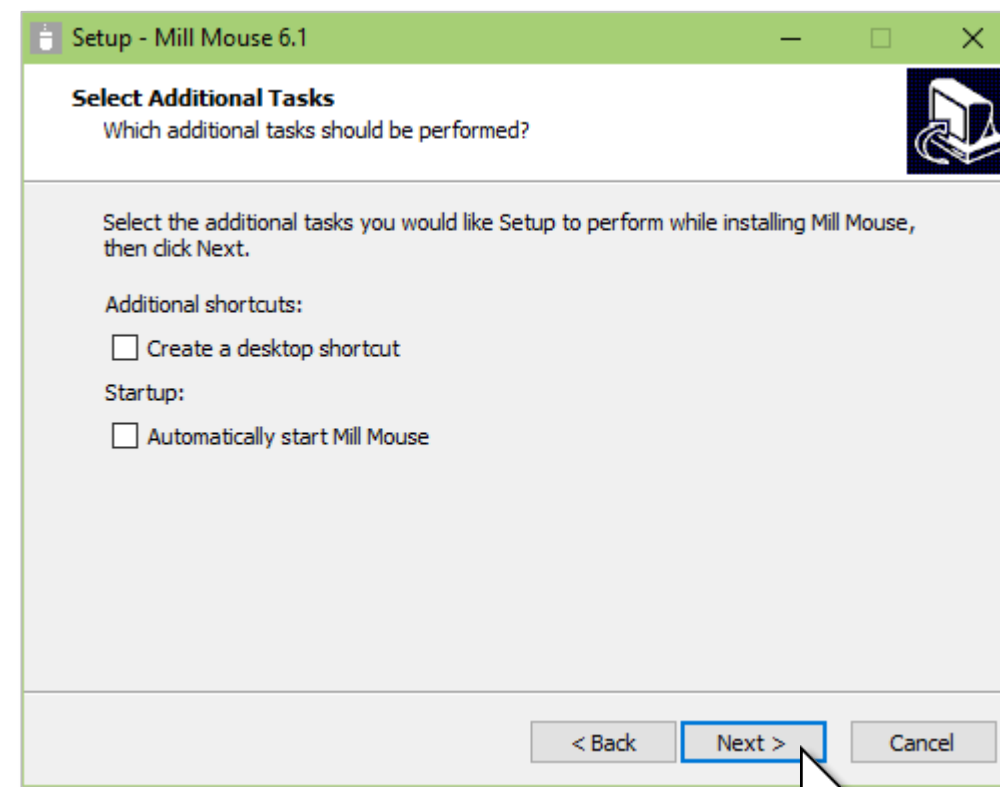 Setup - Mill Mouse 6.1
Select Additional Tasks
Which additional tasks should be performed?
Select the additional tasks you would like Setup to perform while installing Mill Mouse,
then click Next.
Additional shortcuts:
Create a desktop shortcut
Startup:
Automatically start Mill Mouse
< Back Next > Cancel